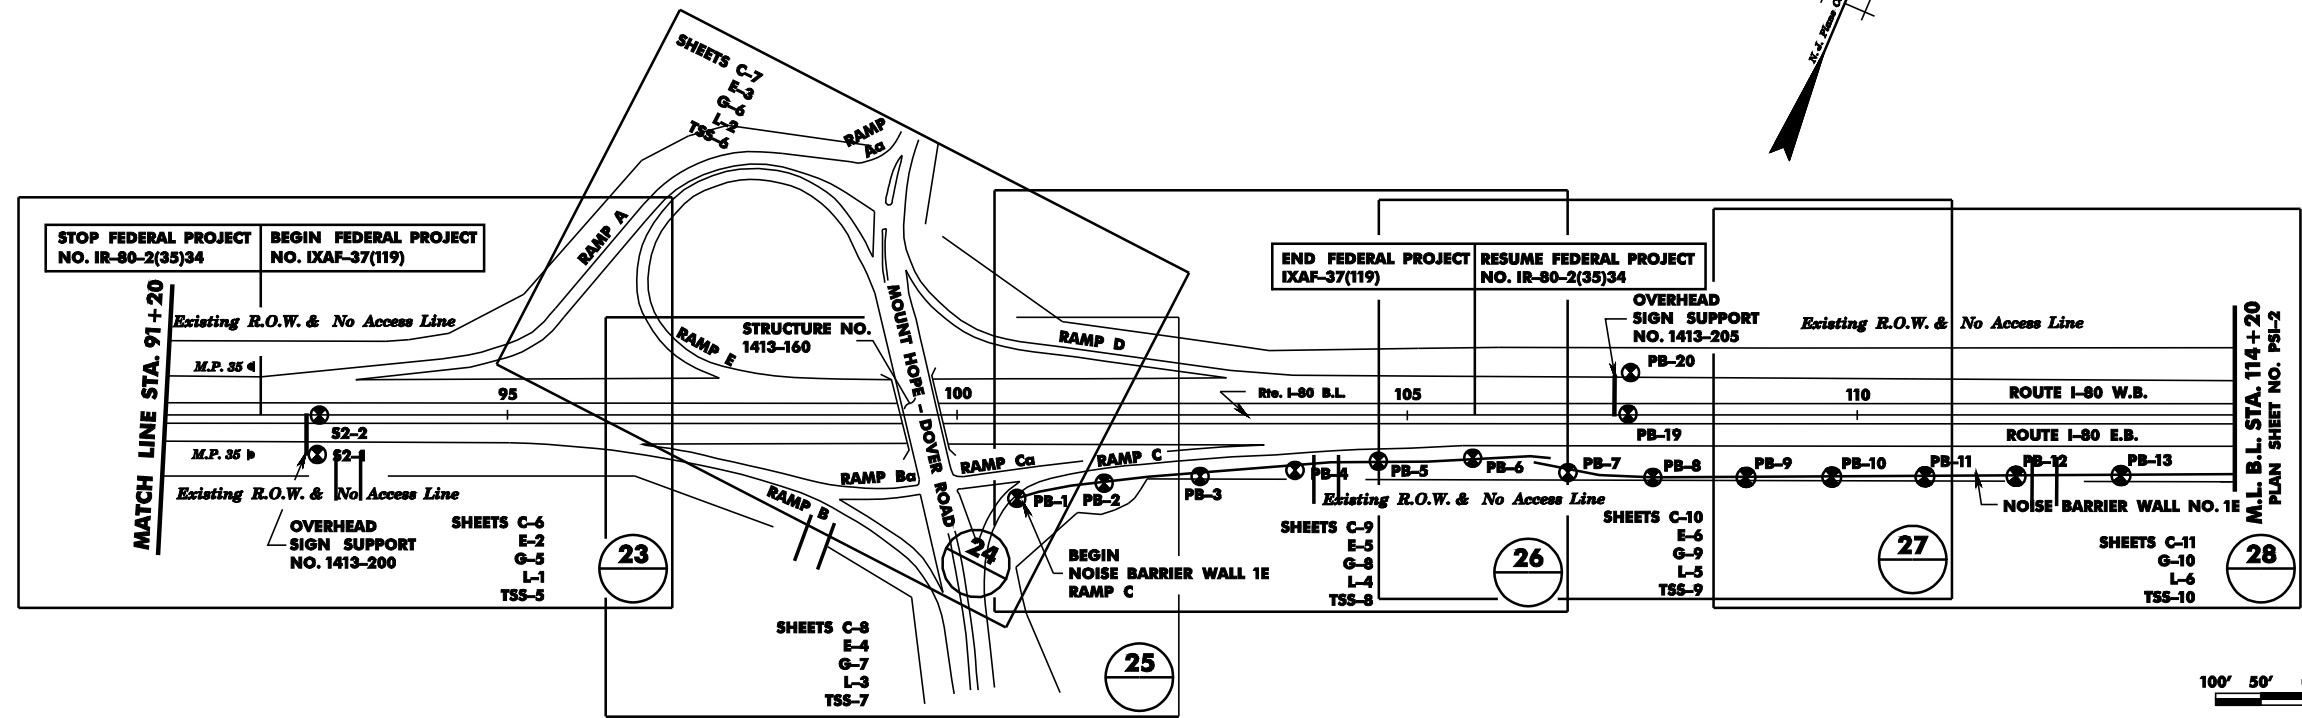 N. J. Plane
SHEETS C-7
E-3
G-6
L-2
TSS-6
RAMP
Aa
RAMP A
STOP FEDERAL PROJECT
NO. IR-80-2(35)34
BEGIN FEDERAL PROJECT
NO. IXAF-37(119)
END FEDERAL PROJECT
IXAF-37(119)
RESUME FEDERAL PROJECT
NO. IR-80-2(35)34
MATCH LINE STA. 91+20
Existing R.O.W. & No Access Line
M.P. 35
RAMP E
STRUCTURE NO.
1413-160
MOUNT HOPE - DOVER ROAD
RAMP D
OVERHEAD
SIGN SUPPORT
NO. 1413-205
Existing R.O.W. & No Access Line
PB-20
95
100
Rte. I-80 B.L.
105
110
ROUTE I-80 W.B.
M.L. B.L. STA. 114+20
PLAN SHEET NO. PSI-2
S2-2
PB-19
ROUTE I-80 E.B.
M.P. 35
S2-1
RAMP Ba
RAMP Ca
RAMP C
PB-1
PB-2
PB-3
PB-4
PB-5
PB-6
PB-7
PB-8
PB-9
PB-10
PB-11
PB-12
PB-13
Existing R.O.W. & No Access Line
RAMP B
Existing R.O.W. & No Access Line
NOISE BARRIER WALL NO. 1E
OVERHEAD
SIGN SUPPORT
NO. 1413-200
SHEETS C-6
E-2
G-5
L-1
TSS-5
23
24
BEGIN
NOISE BARRIER WALL 1E
RAMP C
SHEETS C-9
E-5
G-8
L-4
TSS-8
26
SHEETS C-10
E-6
G-9
L-5
TSS-9
27
SHEETS C-11
G-10
L-6
TSS-10
28
SHEETS C-8
E-4
G-7
L-3
TSS-7
25
100' 50'